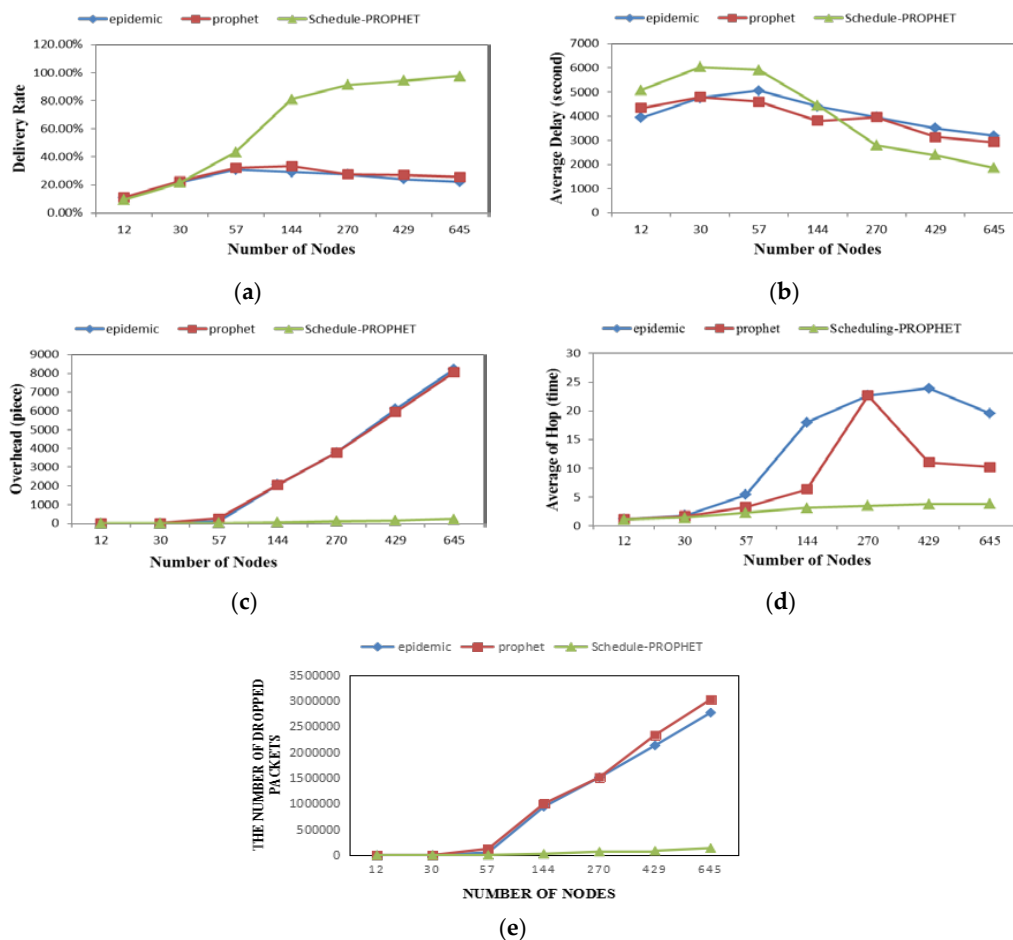 epidemic prophet Schedule-PROPHET
120.00%
100.00%
80.00%
60.00%
40.00%
20.00%
0.00%
Delivery Rate
12 30 57 144 270 429 645
Number of Nodes
(a)
epidemic prophet Schedule-PROPHET
7000
6000
5000
4000
3000
2000
1000
0
Average Delay (second)
12 30 57 144 270 429 645
Number of Nodes
(b)
epidemic prophet Schedule-PROPHET
9000
8000
7000
6000
5000
4000
3000
2000
1000
0
Overhead (piece)
12 30 57 144 270 429 645
Number of Nodes
(c)
epidemic prophet Scheduling-PROPHET
30
25
20
15
10
5
0
Average of Hop (time)
12 30 57 144 270 429 645
Number of Nodes
(d)
epidemic prophet Schedule-PROPHET
3500000
3000000
2500000
2000000
1500000
1000000
500000
0
THE NUMBER OF DROPPED
PACKETS
12 30 57 144 270 429 645
NUMBER OF NODES
(e)